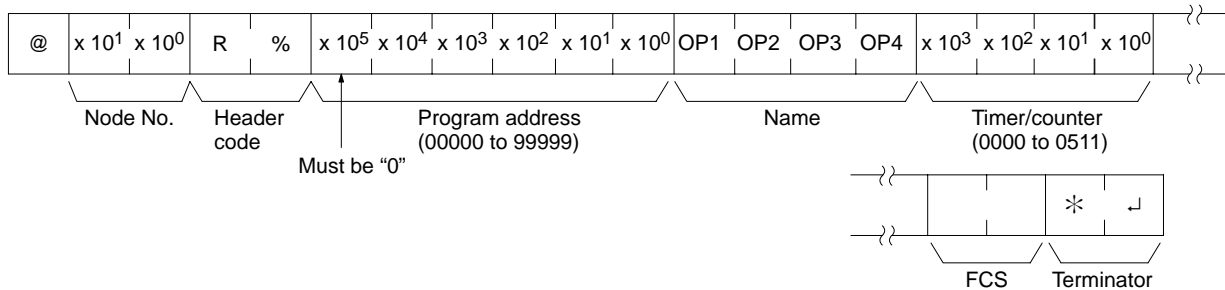 @ x 10¹ x 10⁰ R % x 10⁵ x 10⁴ x 10³ x 10² x 10¹ x 10⁰ OP1 OP2 OP3 OP4 x 10³ x 10² x 10¹ x 10⁰
Node No. Header code Program address (00000 to 99999) Name Timer/counter (0000 to 0511)
Must be “0”
* ↵
FCS Terminator